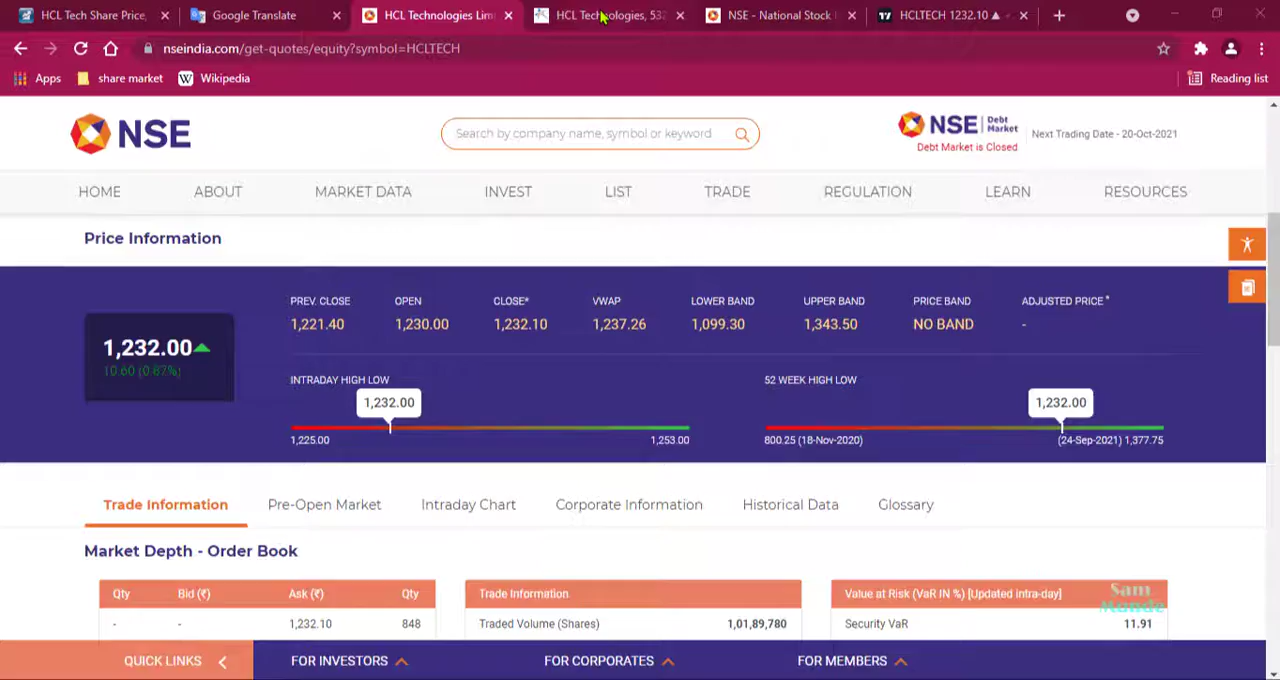 HCL Tech Share Price,
Google Translate
HCL Technologies Lim
HCL Technologies, 532
NSE - National Stock
HCLTECH 1232.10 ▲
nseindia.com/get-quotes/equity?symbol=HCLTECH
Apps
share market
Wikipedia
Reading list
NSE
Search by company name, symbol or keyword
NSE Debt Market
Debt Market is Closed
Next Trading Date - 20-Oct-2021
HOME ABOUT MARKET DATA INVEST LIST TRADE REGULATION LEARN RESOURCES
Price Information
PREV. CLOSE OPEN CLOSE* VWAP LOWER BAND UPPER BAND PRICE BAND ADJUSTED PRICE*
1,221.40 1,230.00 1,232.10 1,237.26 1,099.30 1,343.50 NO BAND -
1,232.00
10.60 (0.87%)
INTRADAY HIGH LOW
1,232.00
1,225.00 1,253.00
52 WEEK HIGH LOW
1,232.00
800.25 (18-Nov-2020) (24-Sep-2021) 1,377.75
Trade Information Pre-Open Market Intraday Chart Corporate Information Historical Data Glossary
Market Depth - Order Book
Qty Bid (₹) Ask (₹) Qty
- - 1,232.10 848
Trade Information
Traded Volume (Shares) 1,01,89,780
Value at Risk (VaR IN %) [Updated intra-day]
Security VaR 11.91
Sam
QUICK LINKS FOR INVESTORS FOR CORPORATES FOR MEMBERS